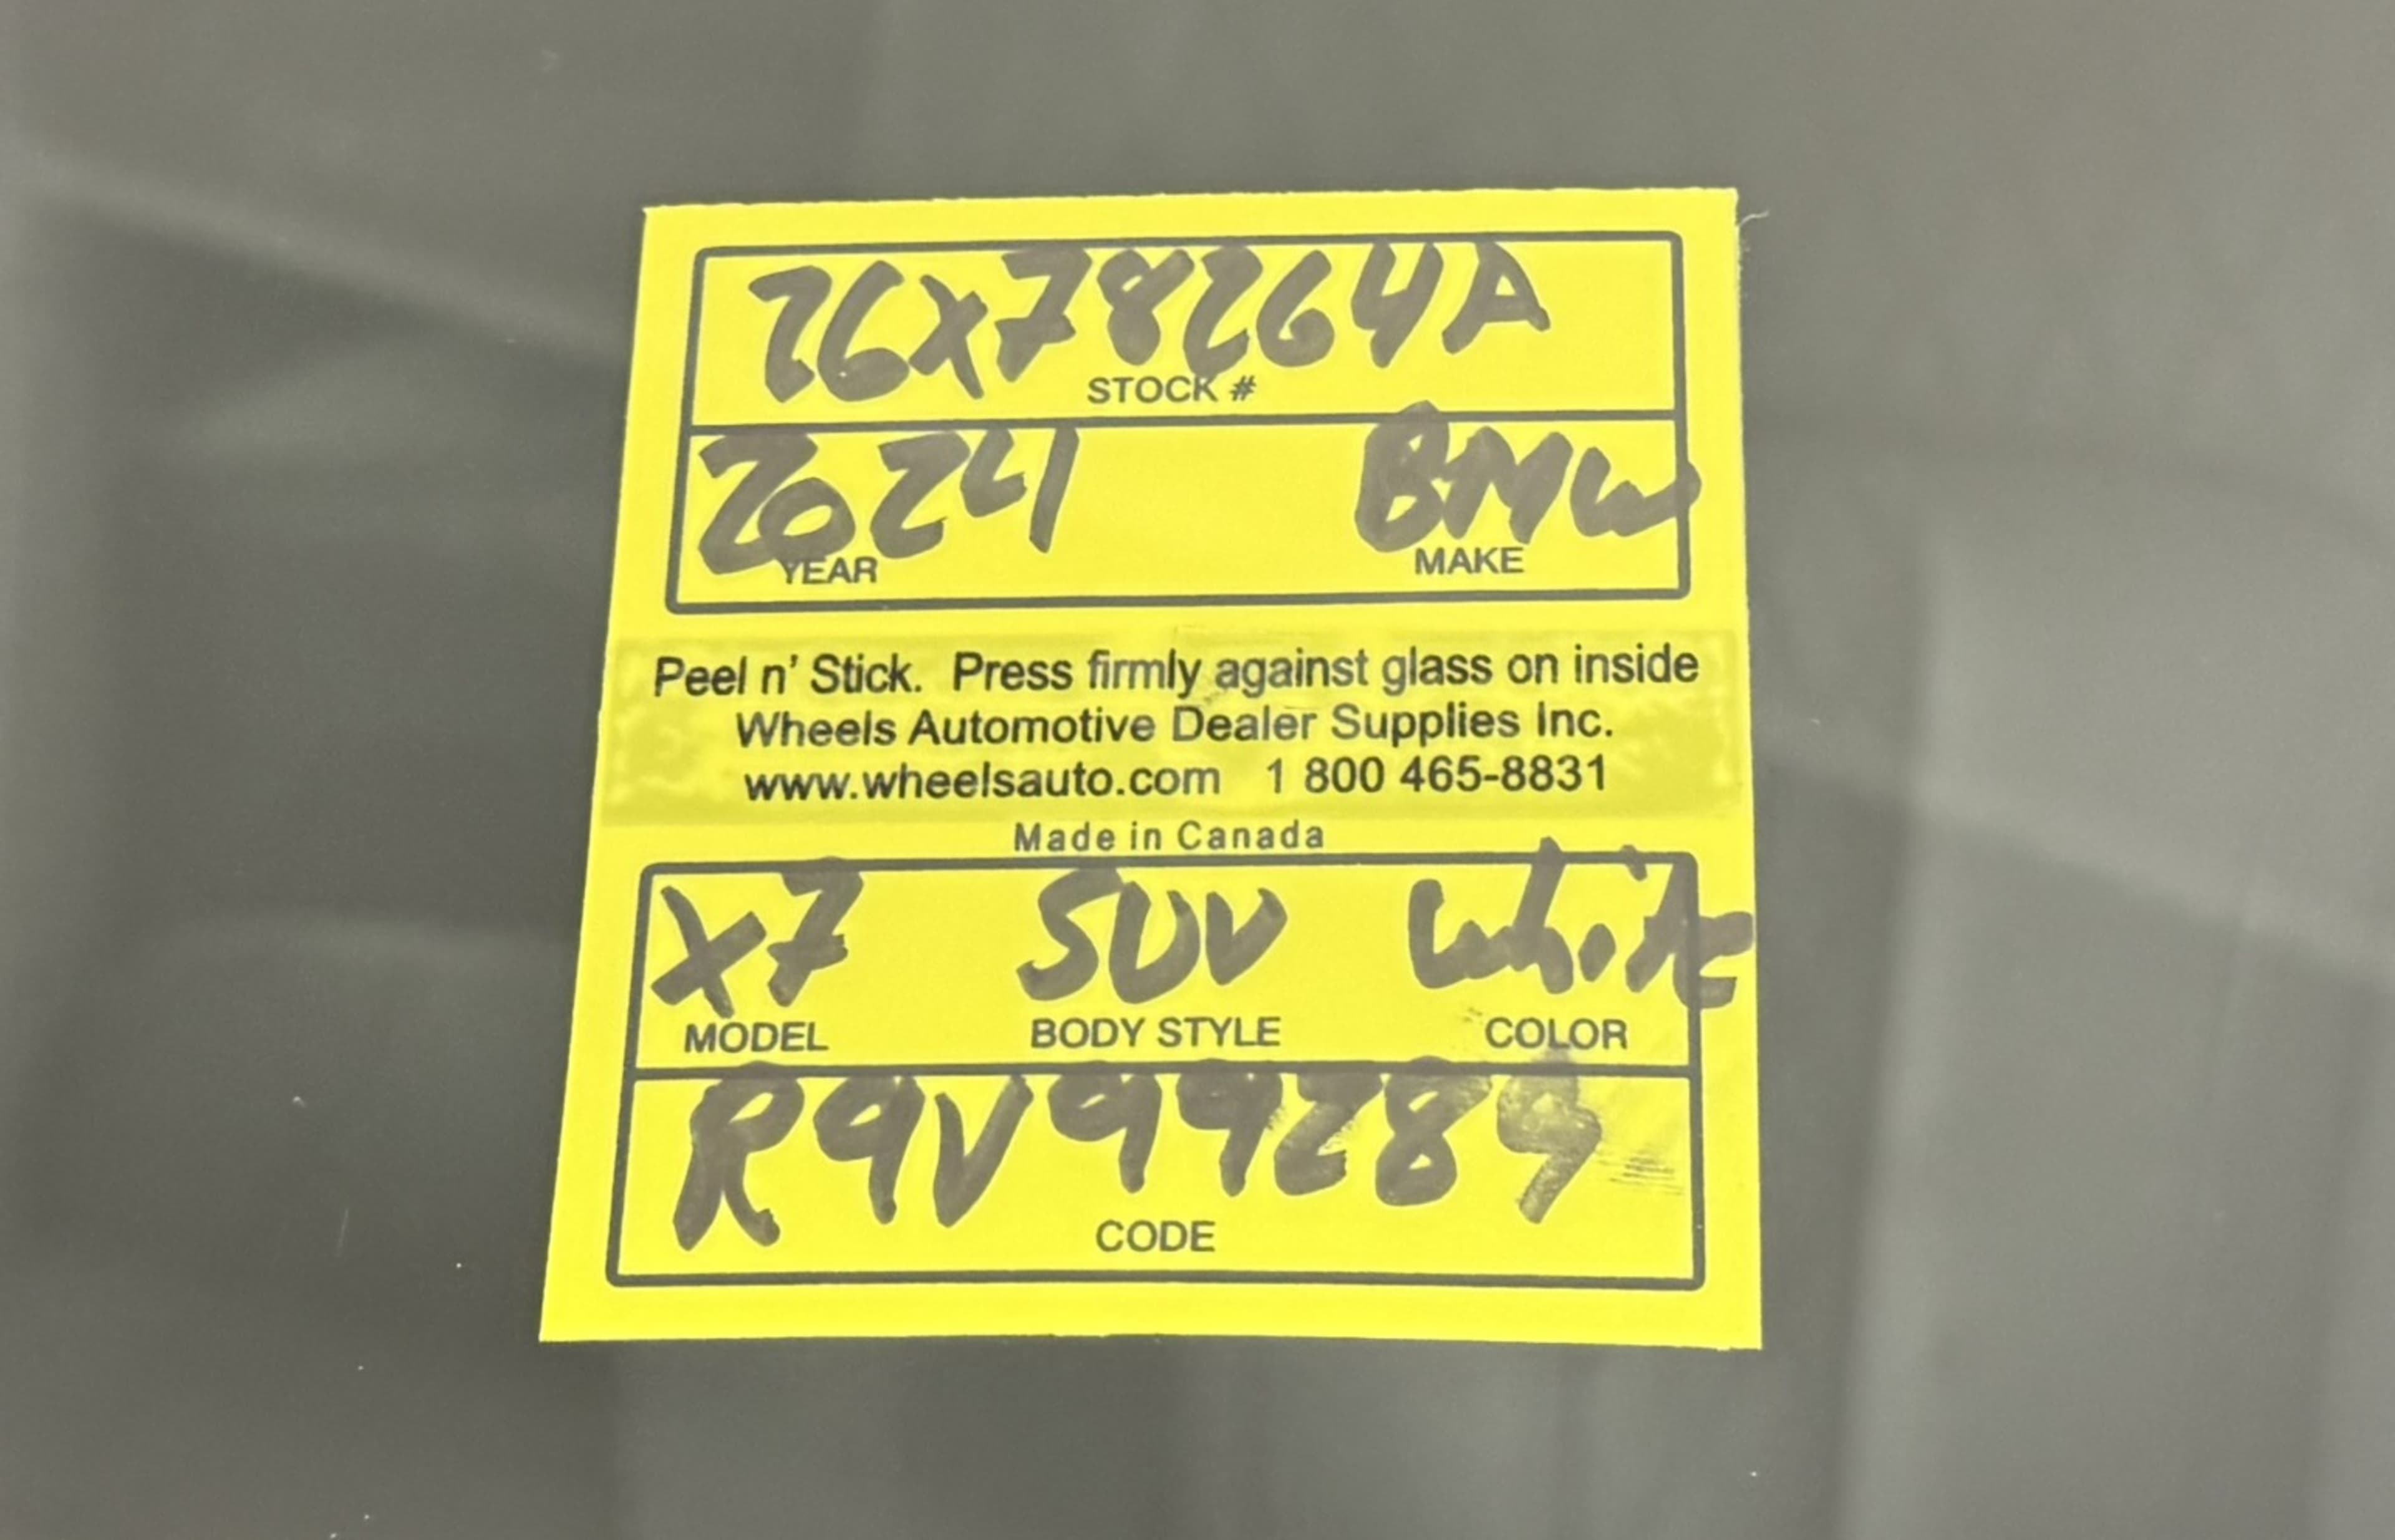 26X78264A
STOCK #
2024 BMW
YEAR MAKE
Peel n' Stick. Press firmly against glass on inside
Wheels Automotive Dealer Supplies Inc.
www.wheelsauto.com 1 800 465-8831
Made in Canada
X7 SUV White
MODEL BODY STYLE COLOR
R9V99289
CODE